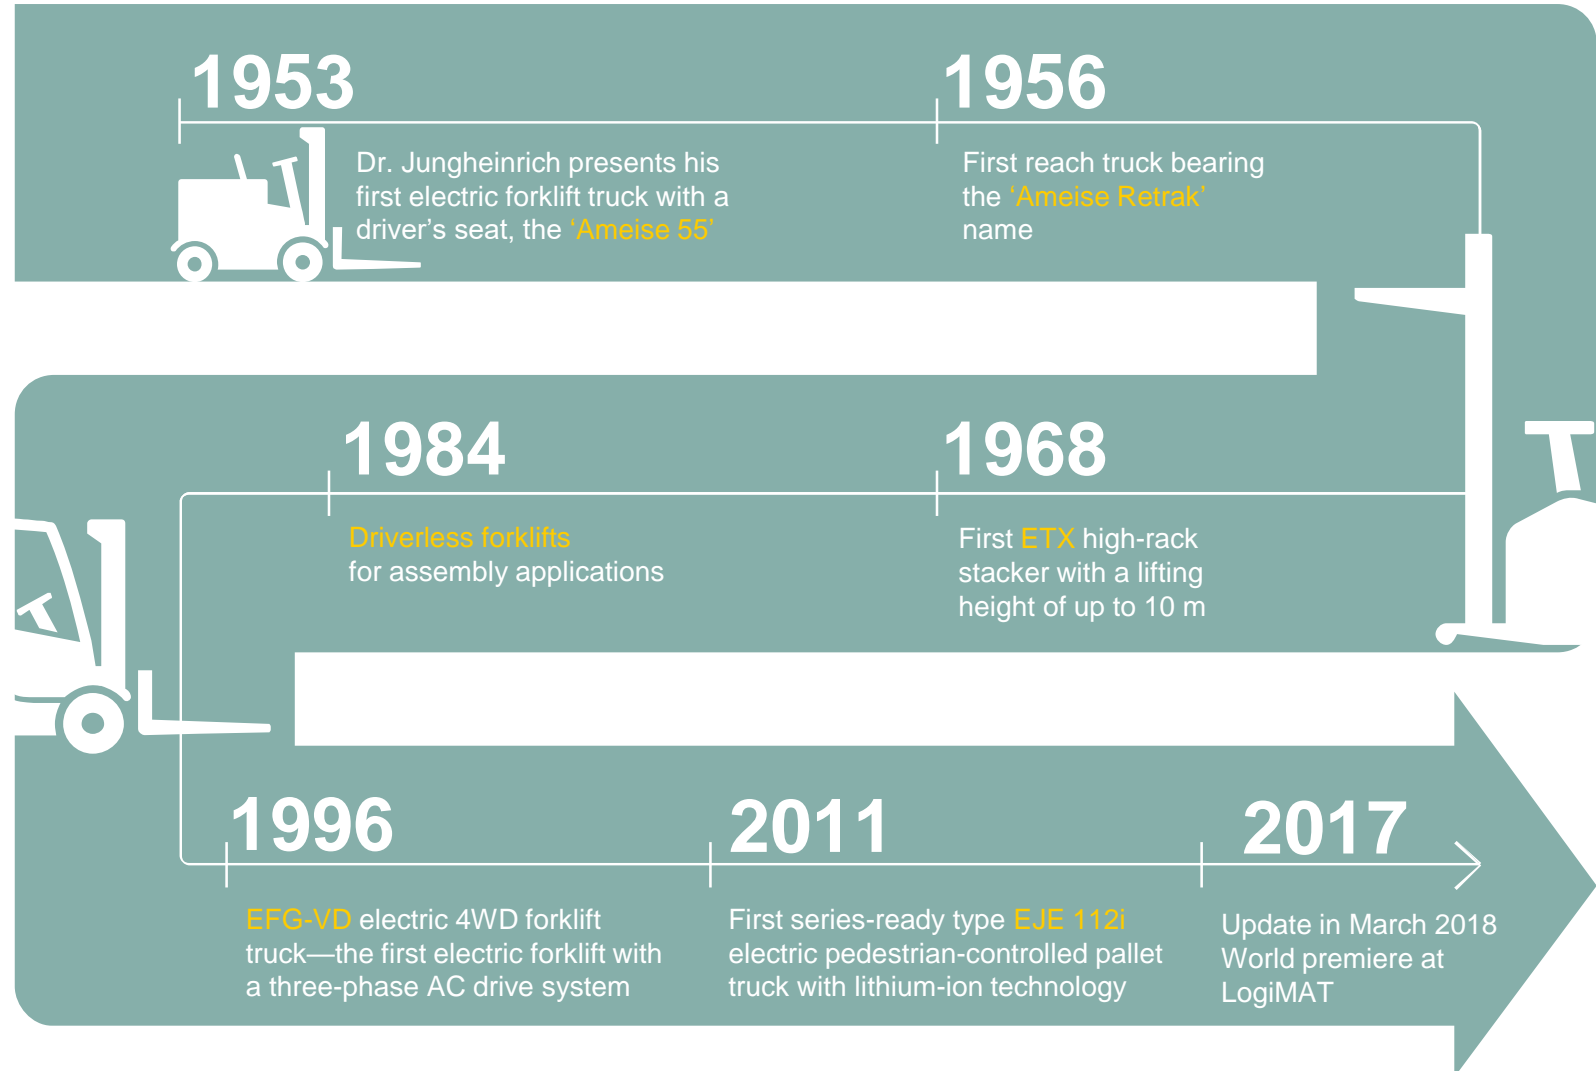 1953
Dr. Jungheinrich presents his
first electric forklift truck with a
driver’s seat, the ‘Ameise 55’
1956
First reach truck bearing
the ‘Ameise Retrak’
name
1968
First ETX high-rack
stacker with a lifting
height of up to 10 m
1984
Driverless forklifts
for assembly applications
1996
EFG-VD electric 4WD forklift
truck—the first electric forklift with
a three-phase AC drive system
2011
First series-ready type EJE 112i
electric pedestrian-controlled pallet
truck with lithium-ion technology
2017
Update in March 2018
World premiere at
LogiMAT